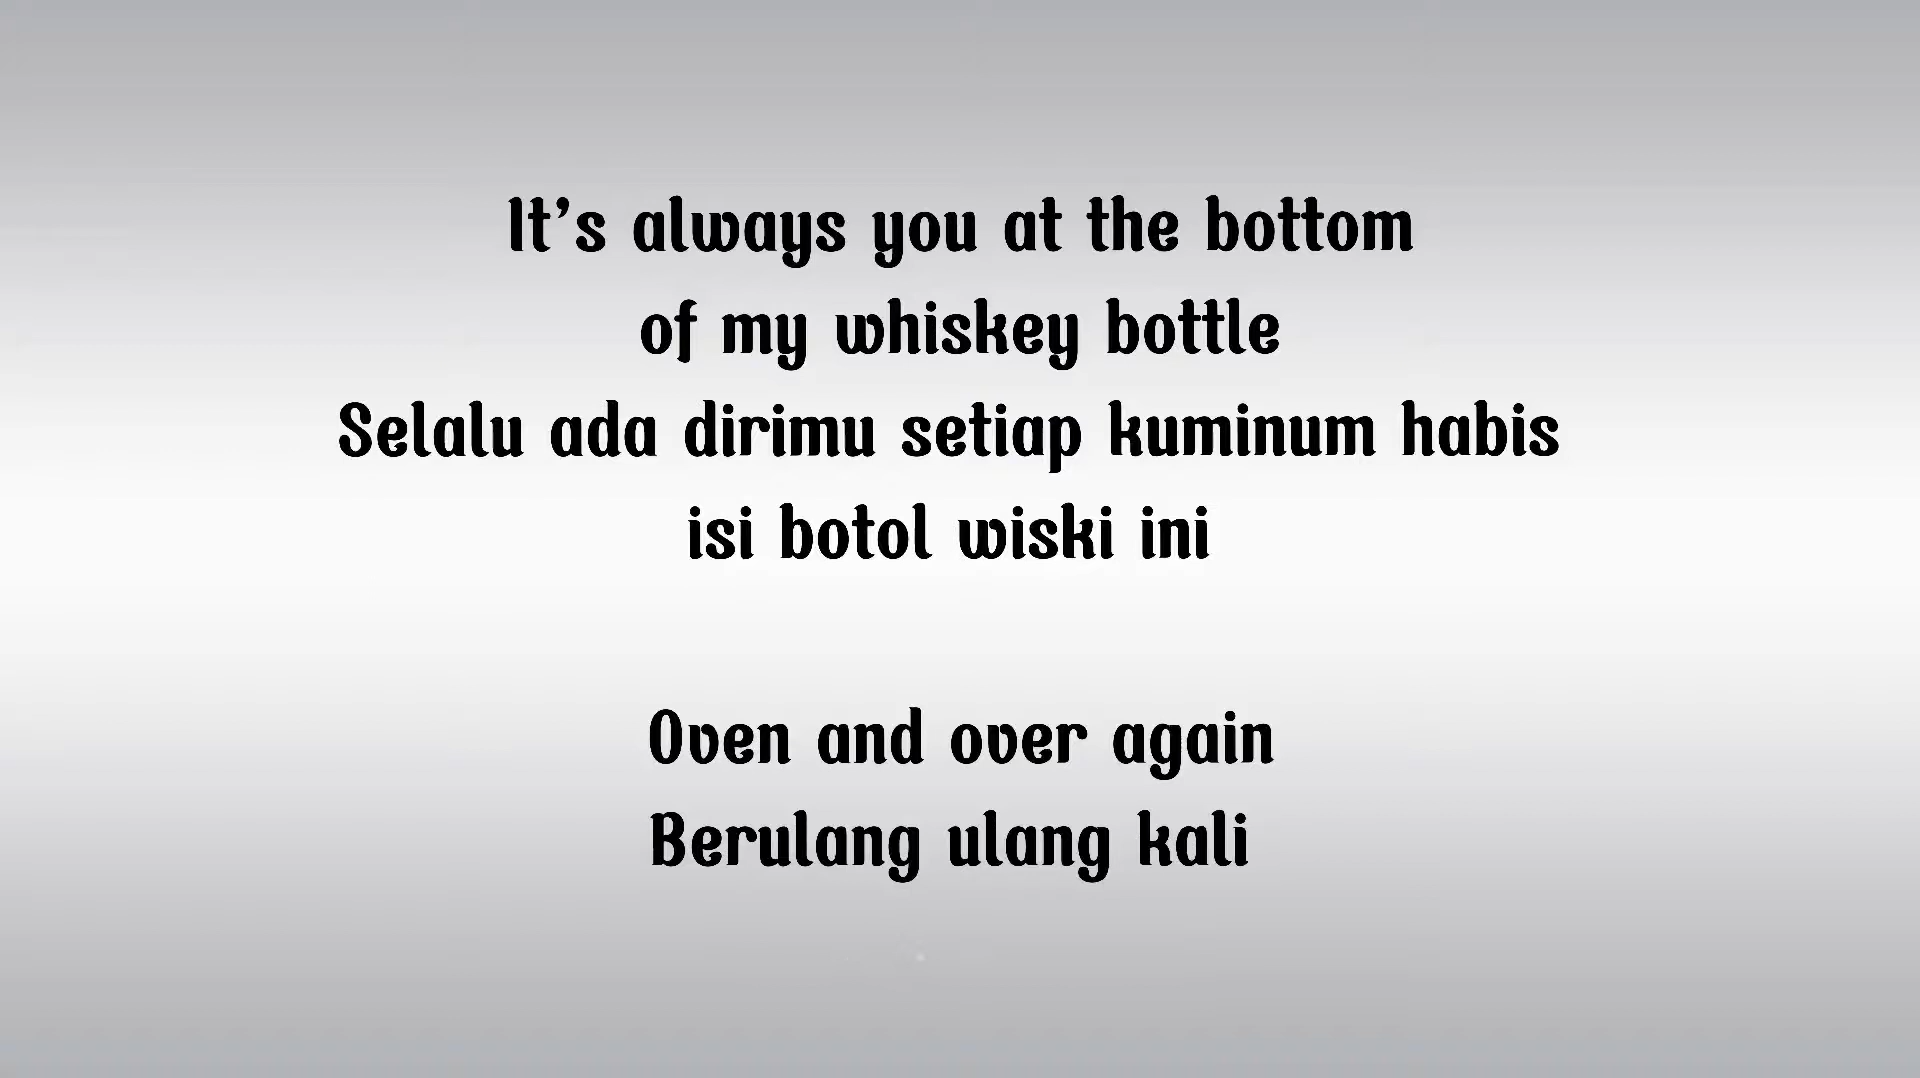 It’s always you at the bottom
of my whiskey bottle
Selalu ada dirimu setiap kuminum habis
isi botol wiski ini
Oven and over again
Berulang ulang kali